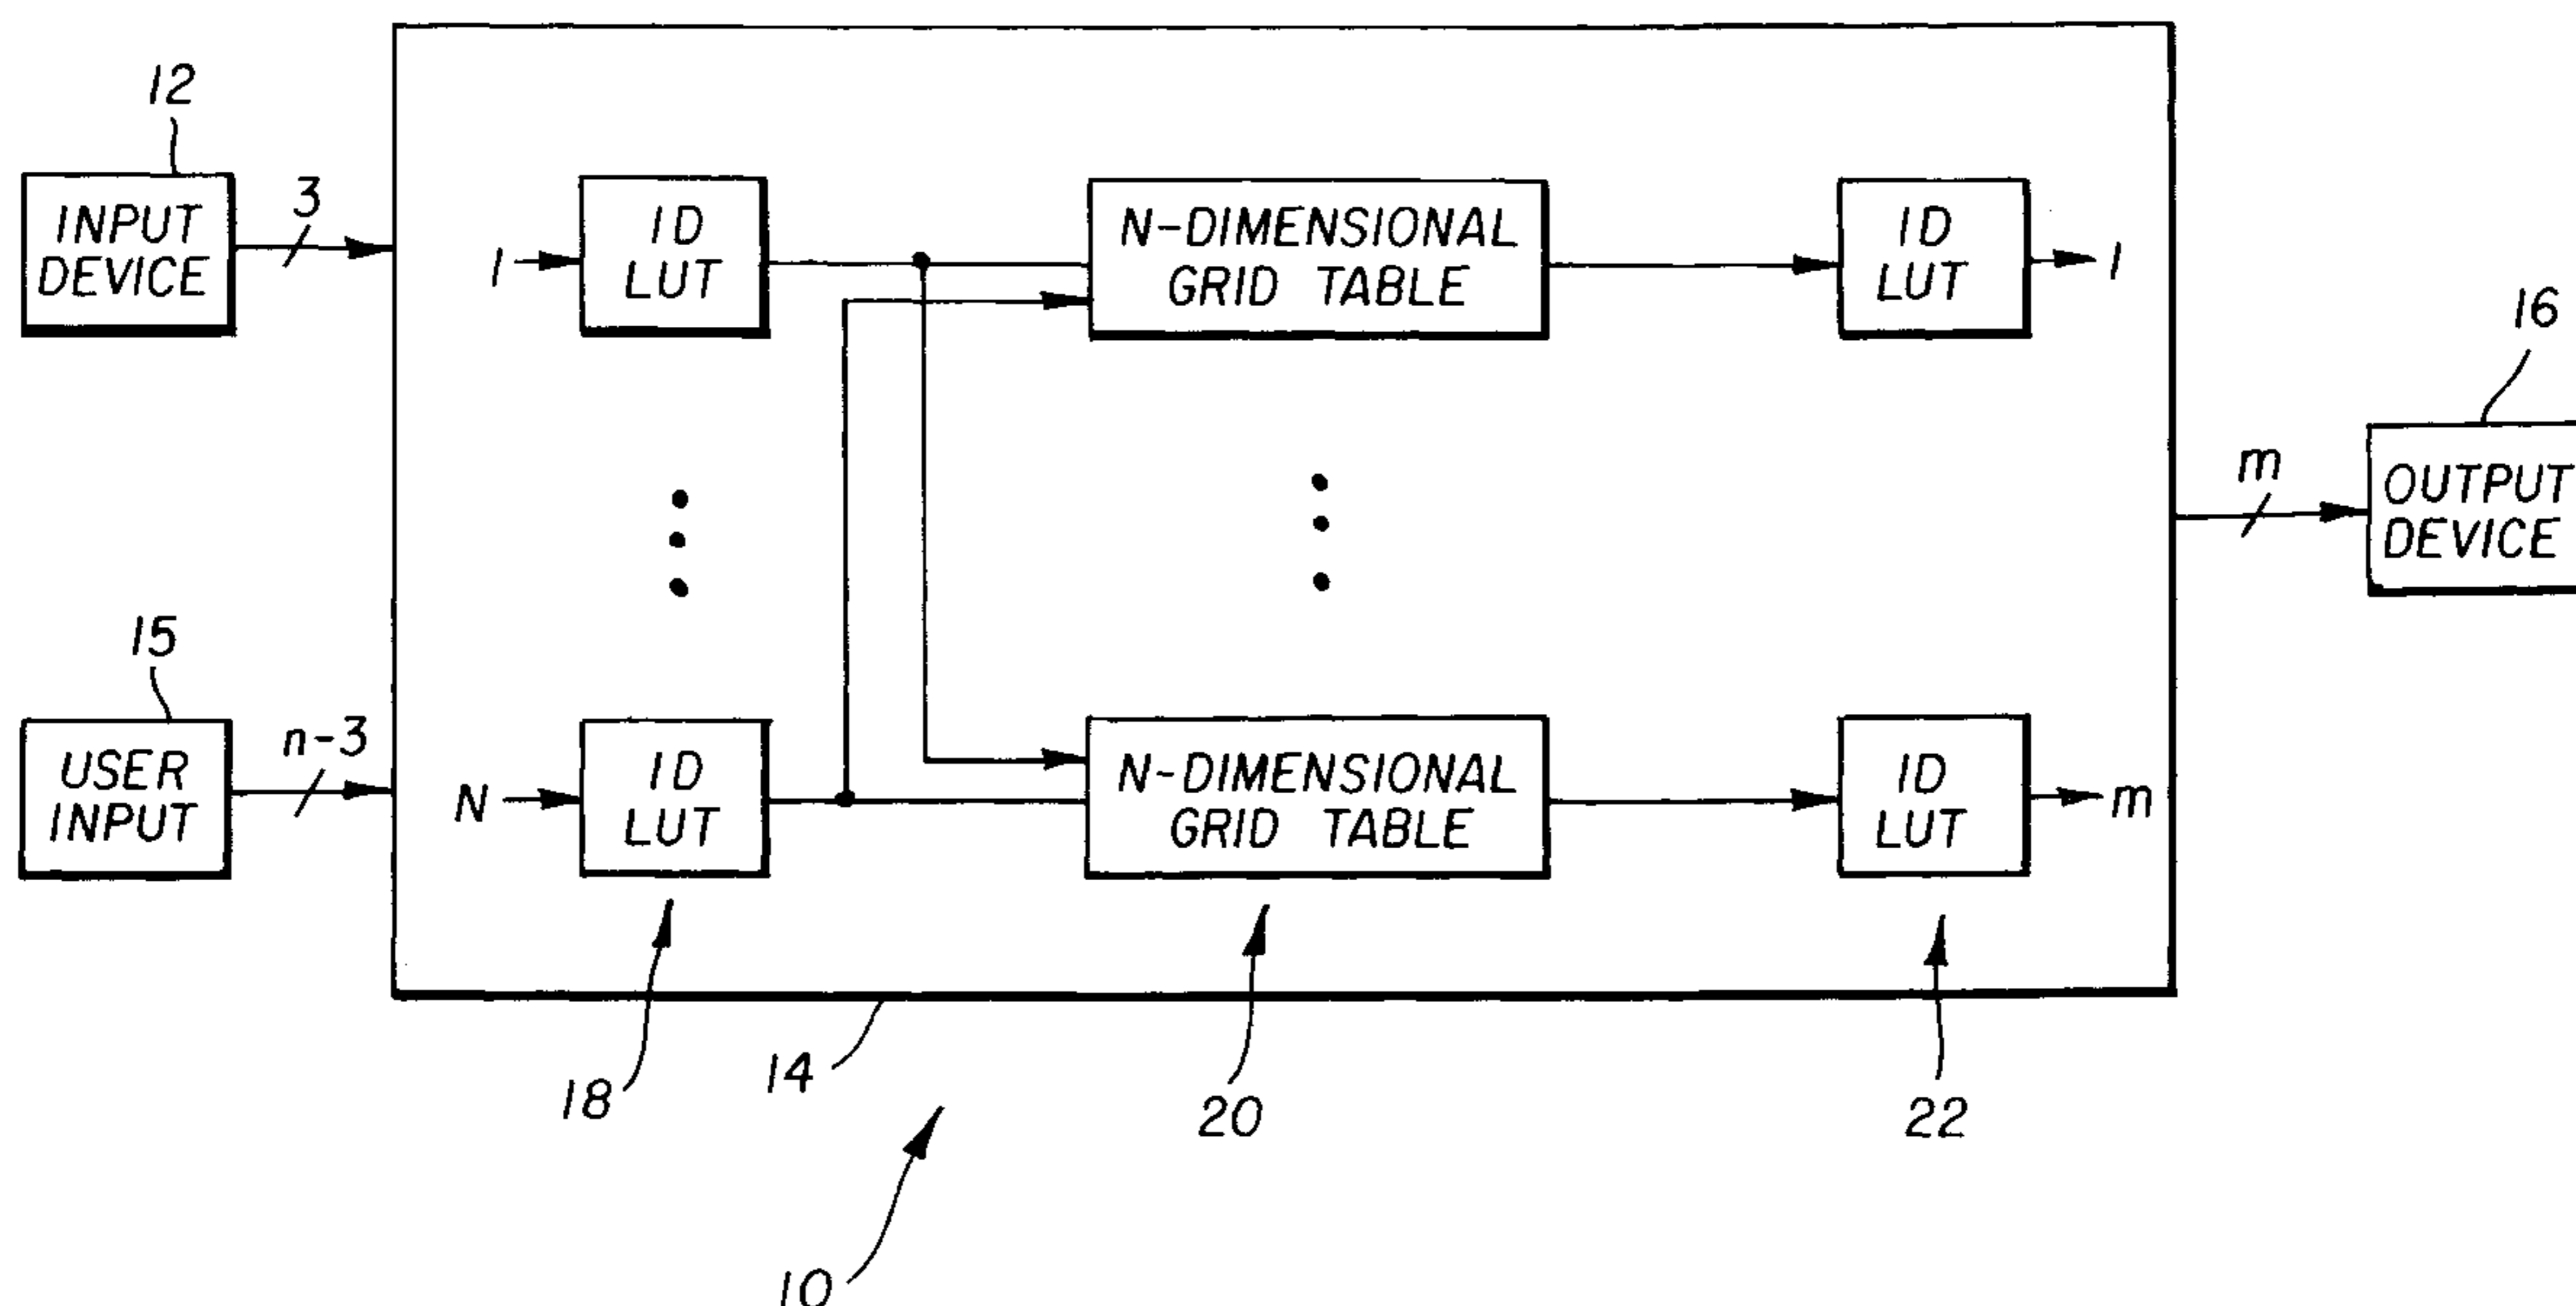 12
INPUT
DEVICE
3
1
1D
LUT
N-DIMENSIONAL
GRID TABLE
1D
LUT
1
16
OUTPUT
DEVICE
m
15
USER
INPUT
n-3
N
1D
LUT
N-DIMENSIONAL
GRID TABLE
1D
LUT
m
18
14
20
22
10